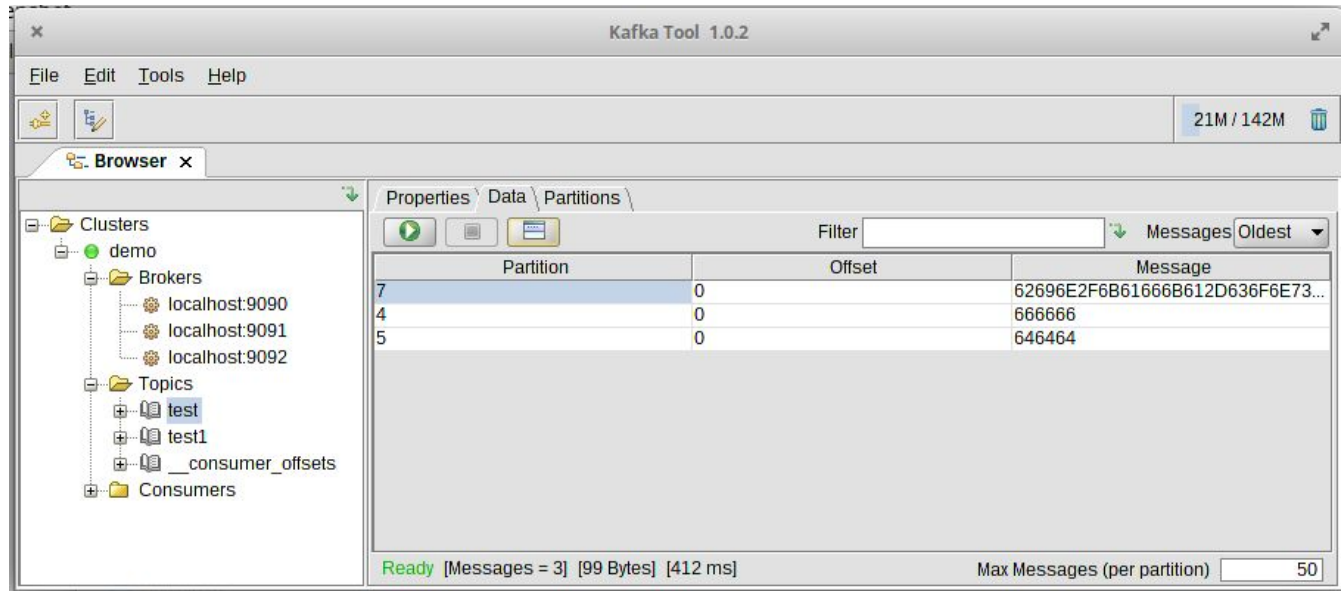 Kafka Tool 1.0.2
File Edit Tools Help
21M / 142M
Browser
Properties Data Partitions
Clusters
demo
Brokers
localhost:9090
localhost:9091
localhost:9092
Topics
test
test1
__consumer_offsets
Consumers
Filter Messages Oldest
Partition Offset Message
7 0 62696E2F6B61666B612D636F6E73...
4 0 666666
5 0 646464
Ready [Messages = 3] [99 Bytes] [412 ms] Max Messages (per partition) 50